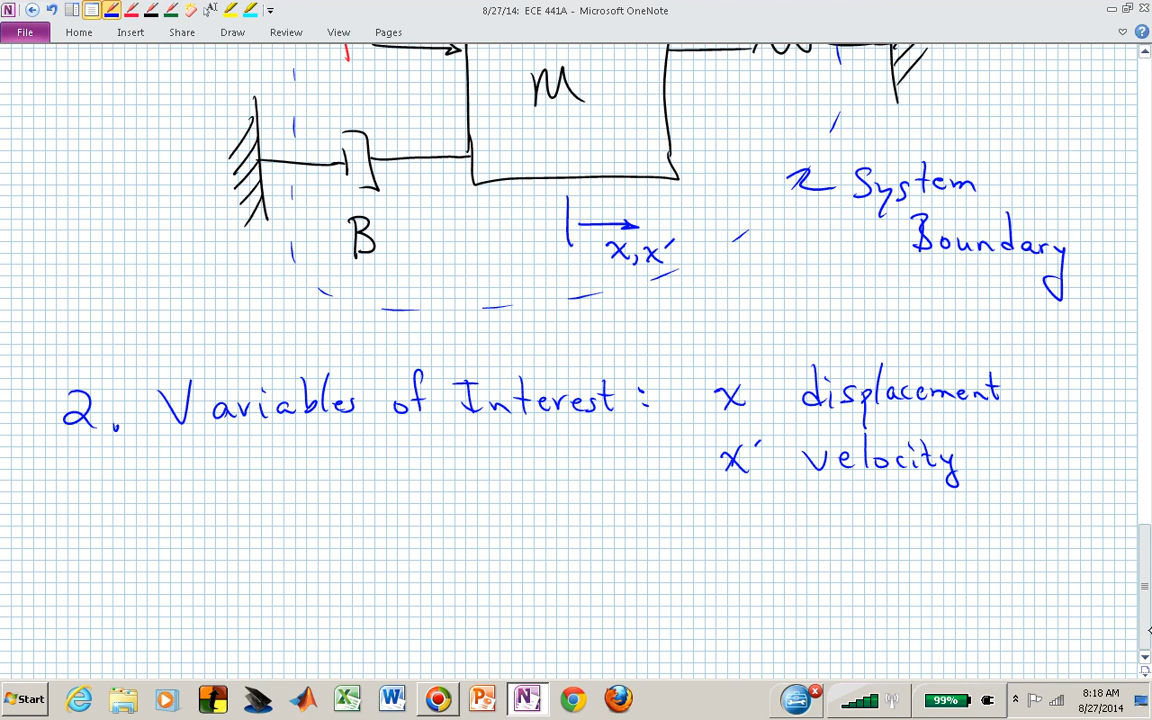 8/27/14: ECE 441A - Microsoft OneNote
File Home Insert Share Draw Review View Pages
M
System
Boundary
B
x, x′
2. Variables of Interest: x displacement
x′ velocity
Start
99%
8:18 AM
8/27/2014